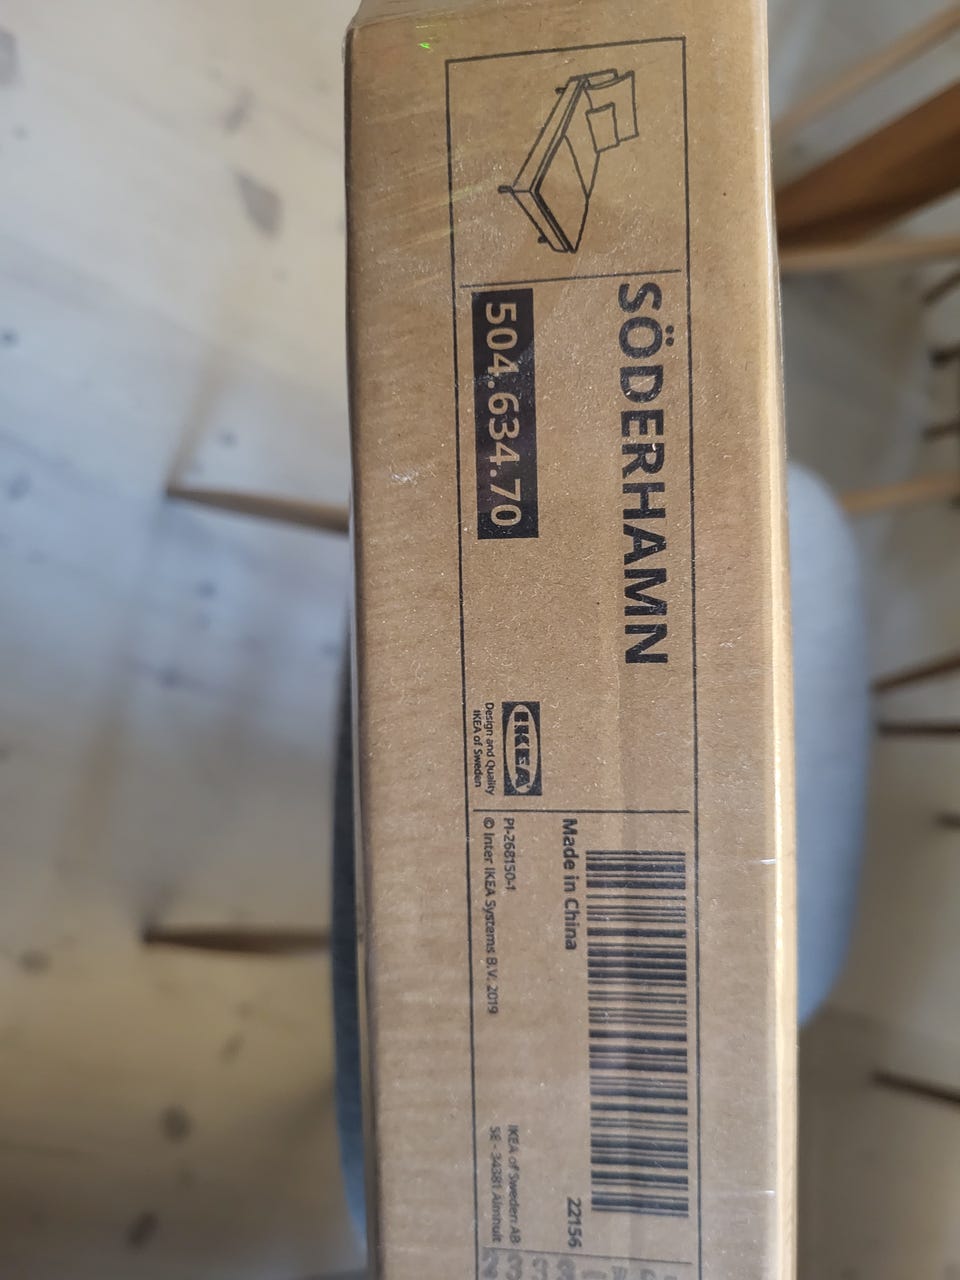 SÖDERHAMN
504.634.70
IKEA
Design and Quality
IKEA of Sweden
Made in China
22156
PI-268150-1
© Inter IKEA Systems B.V. 2019
IKEA of Sweden AB
SE - 34381 Älmhult